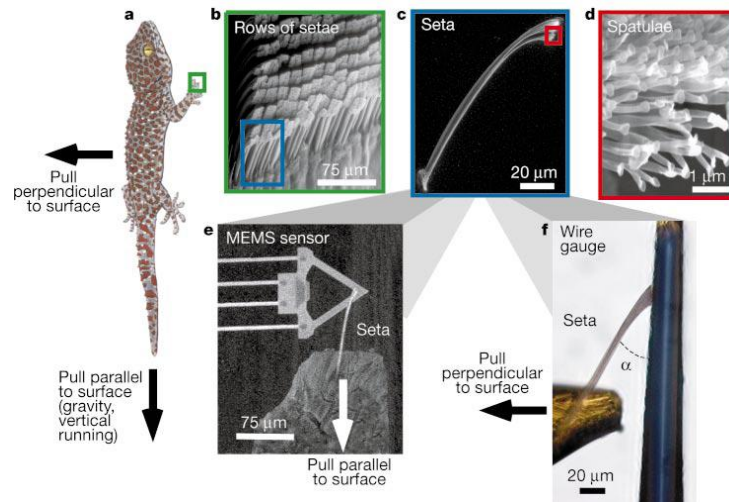 a
Pull
perpendicular
to surface
Pull parallel
to surface
(gravity,
vertical
running)
b
Rows of setae
75 μm
c
Seta
20 μm
d
Spatulae
1 μm
e
MEMS sensor
Seta
75 μm
Pull parallel
to surface
f
Wire
gauge
Seta
α
Pull
perpendicular
to surface
20 μm